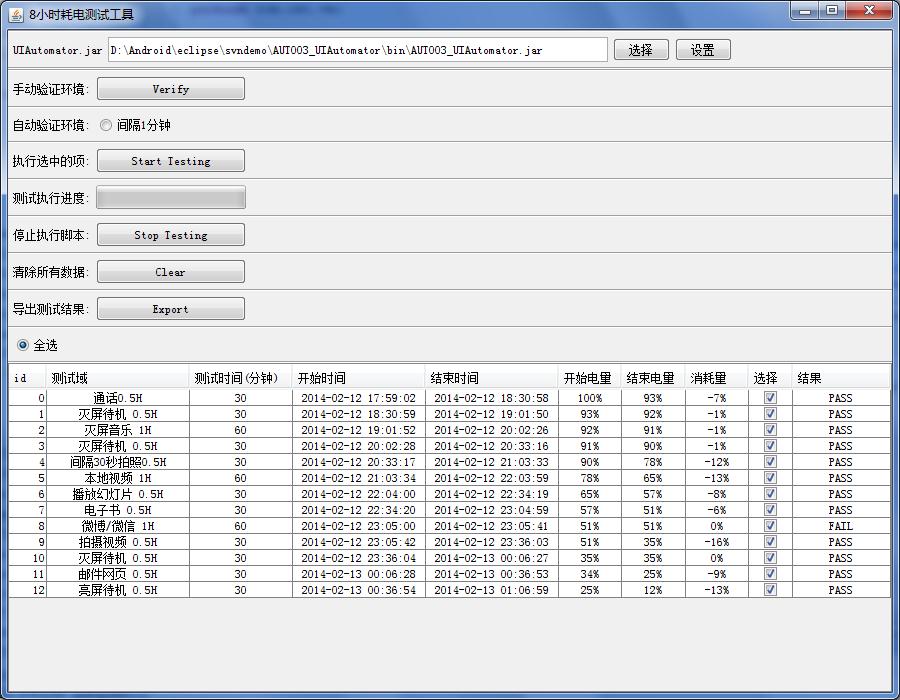 8小时耗电测试工具
UIAutomator.jar D:\Android\eclipse\svndemo\AUT003_UIAutomator\bin\AUT003_UIAutomator.jar 选择 设置
手动验证环境: Verify
自动验证环境: 间隔1分钟
执行选中的项: Start Testing
测试执行进度:
停止执行脚本: Stop Testing
清除所有数据: Clear
导出测试结果: Export
全选
id 测试域 测试时间(分钟) 开始时间 结束时间 开始电量 结束电量 消耗量 选择 结果
0 通话0.5H 30 2014-02-12 17:59:02 2014-02-12 18:30:58 100% 93% -7% PASS
1 灭屏待机 0.5H 30 2014-02-12 18:30:59 2014-02-12 19:01:50 93% 92% -1% PASS
2 灭屏音乐 1H 60 2014-02-12 19:01:52 2014-02-12 20:02:26 92% 91% -1% PASS
3 灭屏待机 0.5H 30 2014-02-12 20:02:28 2014-02-12 20:33:16 91% 90% -1% PASS
4 间隔30秒拍照0.5H 30 2014-02-12 20:33:17 2014-02-12 21:03:33 90% 78% -12% PASS
5 本地视频 1H 60 2014-02-12 21:03:34 2014-02-12 22:03:59 78% 65% -13% PASS
6 播放幻灯片 0.5H 30 2014-02-12 22:04:00 2014-02-12 22:34:19 65% 57% -8% PASS
7 电子书 0.5H 30 2014-02-12 22:34:20 2014-02-12 23:04:59 57% 51% -6% PASS
8 微博/微信 1H 60 2014-02-12 23:05:00 2014-02-12 23:05:41 51% 51% 0% FAIL
9 拍摄视频 0.5H 30 2014-02-12 23:05:42 2014-02-12 23:36:03 51% 35% -16% PASS
10 灭屏待机 0.5H 30 2014-02-12 23:36:04 2014-02-13 00:06:27 35% 35% 0% PASS
11 邮件网页 0.5H 30 2014-02-13 00:06:28 2014-02-13 00:36:53 34% 25% -9% PASS
12 亮屏待机 0.5H 30 2014-02-13 00:36:54 2014-02-13 01:06:59 25% 12% -13% PASS